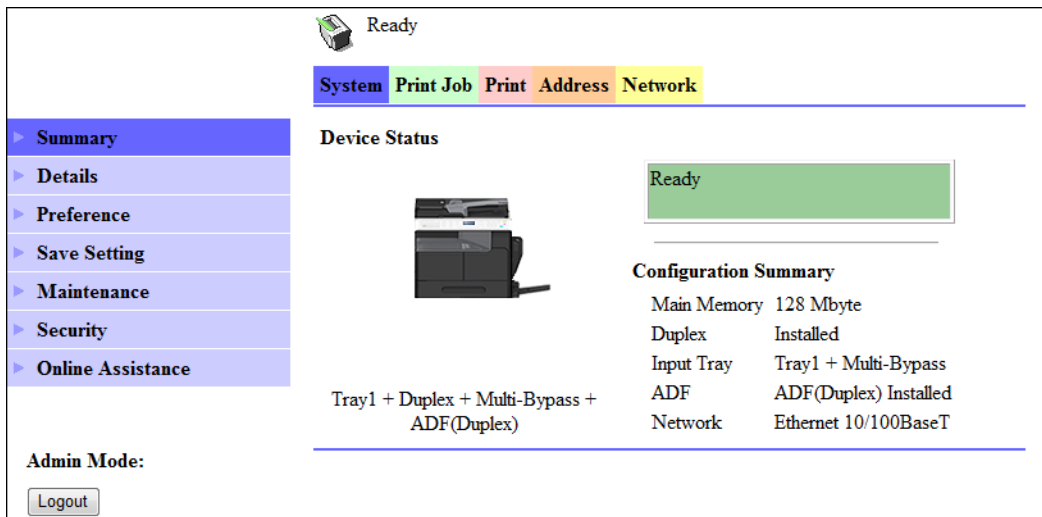 Ready
System Print Job Print Address Network
Summary
Details
Preference
Save Setting
Maintenance
Security
Online Assistance
Admin Mode:
Logout
Device Status
Tray1 + Duplex + Multi-Bypass +
ADF(Duplex)
Ready
Configuration Summary
Main Memory 128 Mbyte
Duplex Installed
Input Tray Tray1 + Multi-Bypass
ADF ADF(Duplex) Installed
Network Ethernet 10/100BaseT